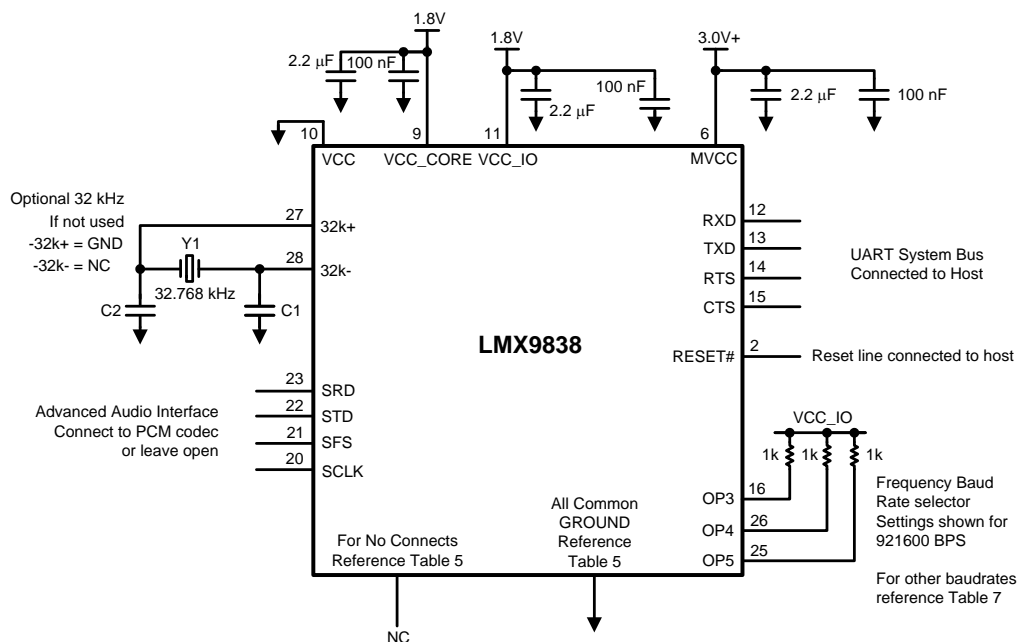 1.8V
1.8V
3.0V+
2.2 μF
100 nF
2.2 μF
100 nF
2.2 μF
100 nF
10
9
11
6
VCC
VCC_CORE
VCC_IO
MVCC
Optional 32 kHz
If not used
-32k+ = GND
-32k- = NC
27
32k+
Y1
28
32k-
32.768 kHz
C2
C1
RXD
12
TXD
13
RTS
14
CTS
15
UART System Bus
Connected to Host
LMX9838
RESET#
2
Reset line connected to host
Advanced Audio Interface
Connect to PCM codec
or leave open
23
SRD
22
STD
21
SFS
20
SCLK
VCC_IO
1k
1k
1k
OP3
16
OP4
26
OP5
25
Frequency Baud
Rate selector
Settings shown for
921600 BPS
For other baudrates
reference Table 7
For No Connects
Reference Table 5
All Common
GROUND
Reference
Table 5
NC